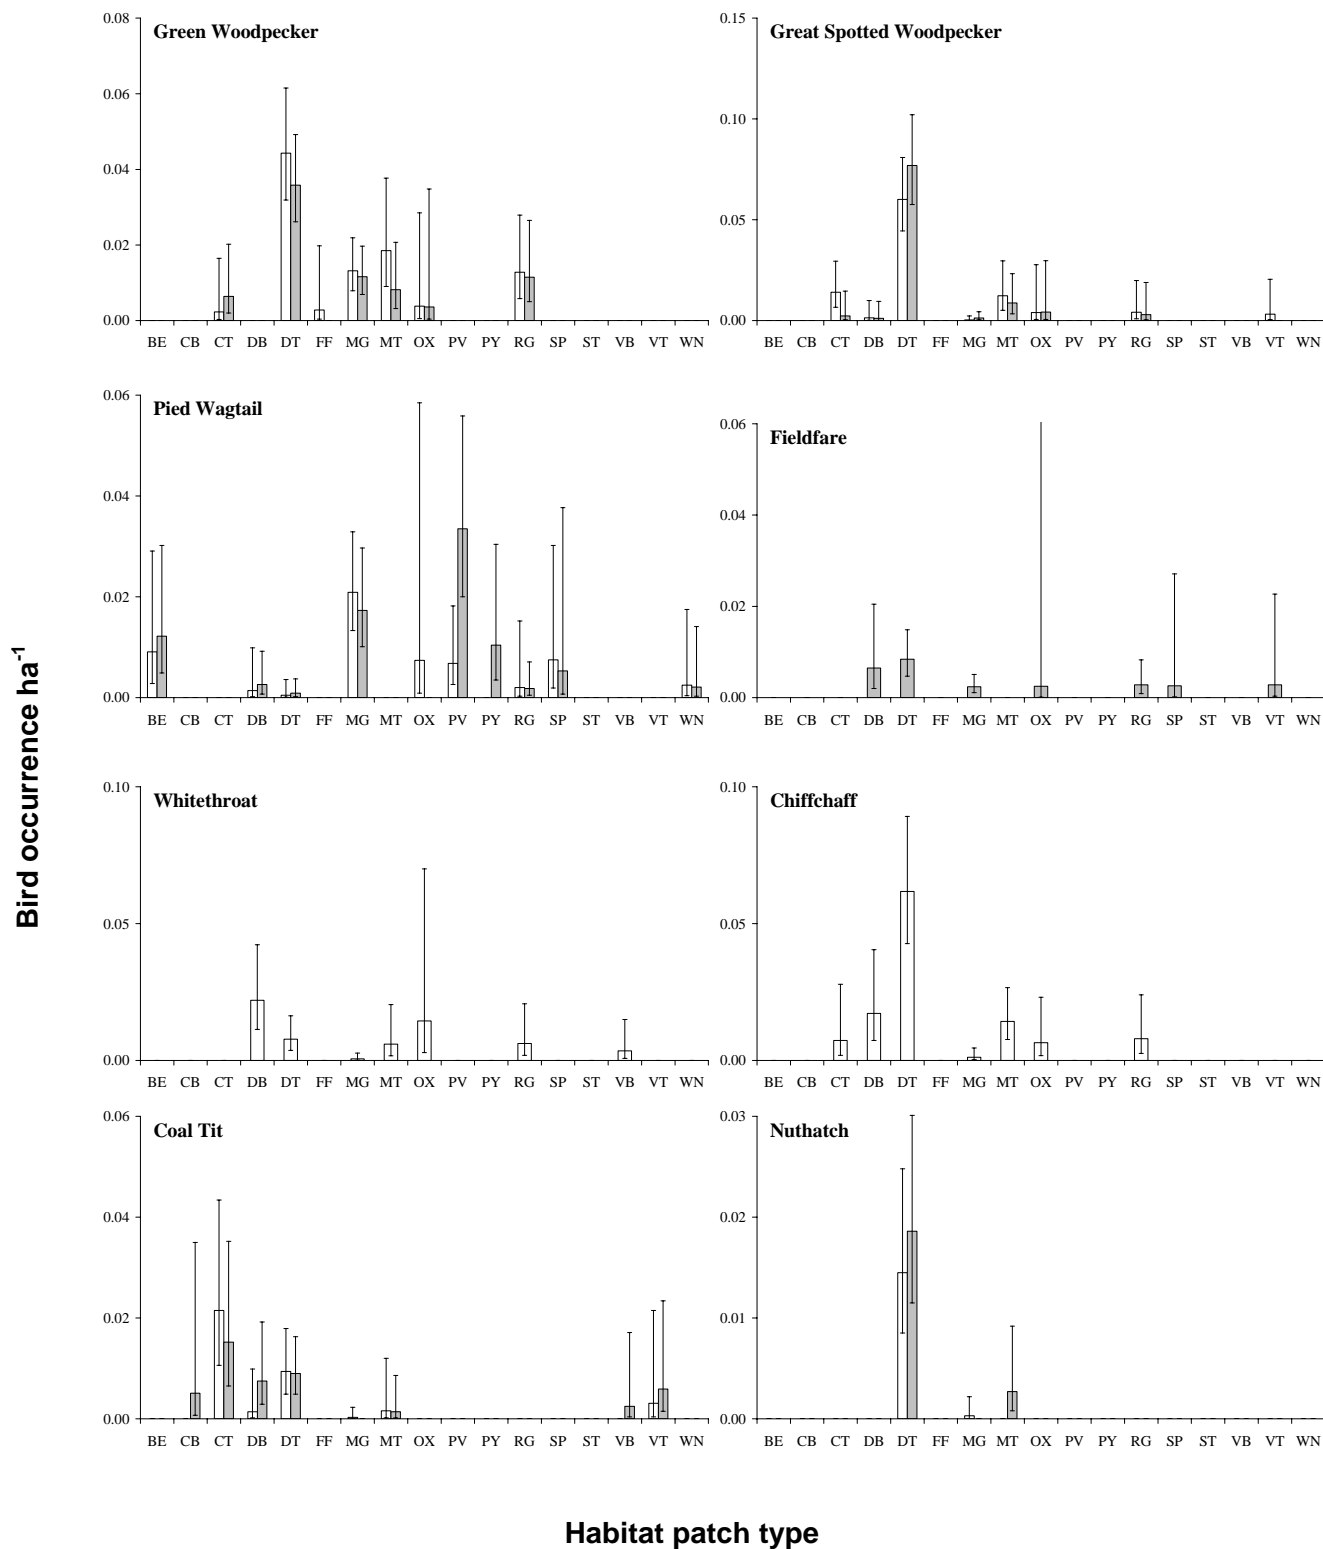 Green Woodpecker
0.08
0.06
0.04
0.02
0.00
BE CB CT DB DT FF MG MT OX PV PY RG SP ST VB VT WN
Great Spotted Woodpecker
0.15
0.10
0.05
0.00
BE CB CT DB DT FF MG MT OX PV PY RG SP ST VB VT WN
Pied Wagtail
0.06
0.04
0.02
0.00
BE CB CT DB DT FF MG MT OX PV PY RG SP ST VB VT WN
Fieldfare
0.06
0.04
0.02
0.00
BE CB CT DB DT FF MG MT OX PV PY RG SP ST VB VT WN
Whitethroat
0.10
0.05
0.00
BE CB CT DB DT FF MG MT OX PV PY RG SP ST VB VT WN
Chiffchaff
0.10
0.05
0.00
BE CB CT DB DT FF MG MT OX PV PY RG SP ST VB VT WN
Coal Tit
0.06
0.04
0.02
0.00
BE CB CT DB DT FF MG MT OX PV PY RG SP ST VB VT WN
Nuthatch
0.03
0.02
0.01
0.00
BE CB CT DB DT FF MG MT OX PV PY RG SP ST VB VT WN
Bird occurrence ha⁻¹
Habitat patch type